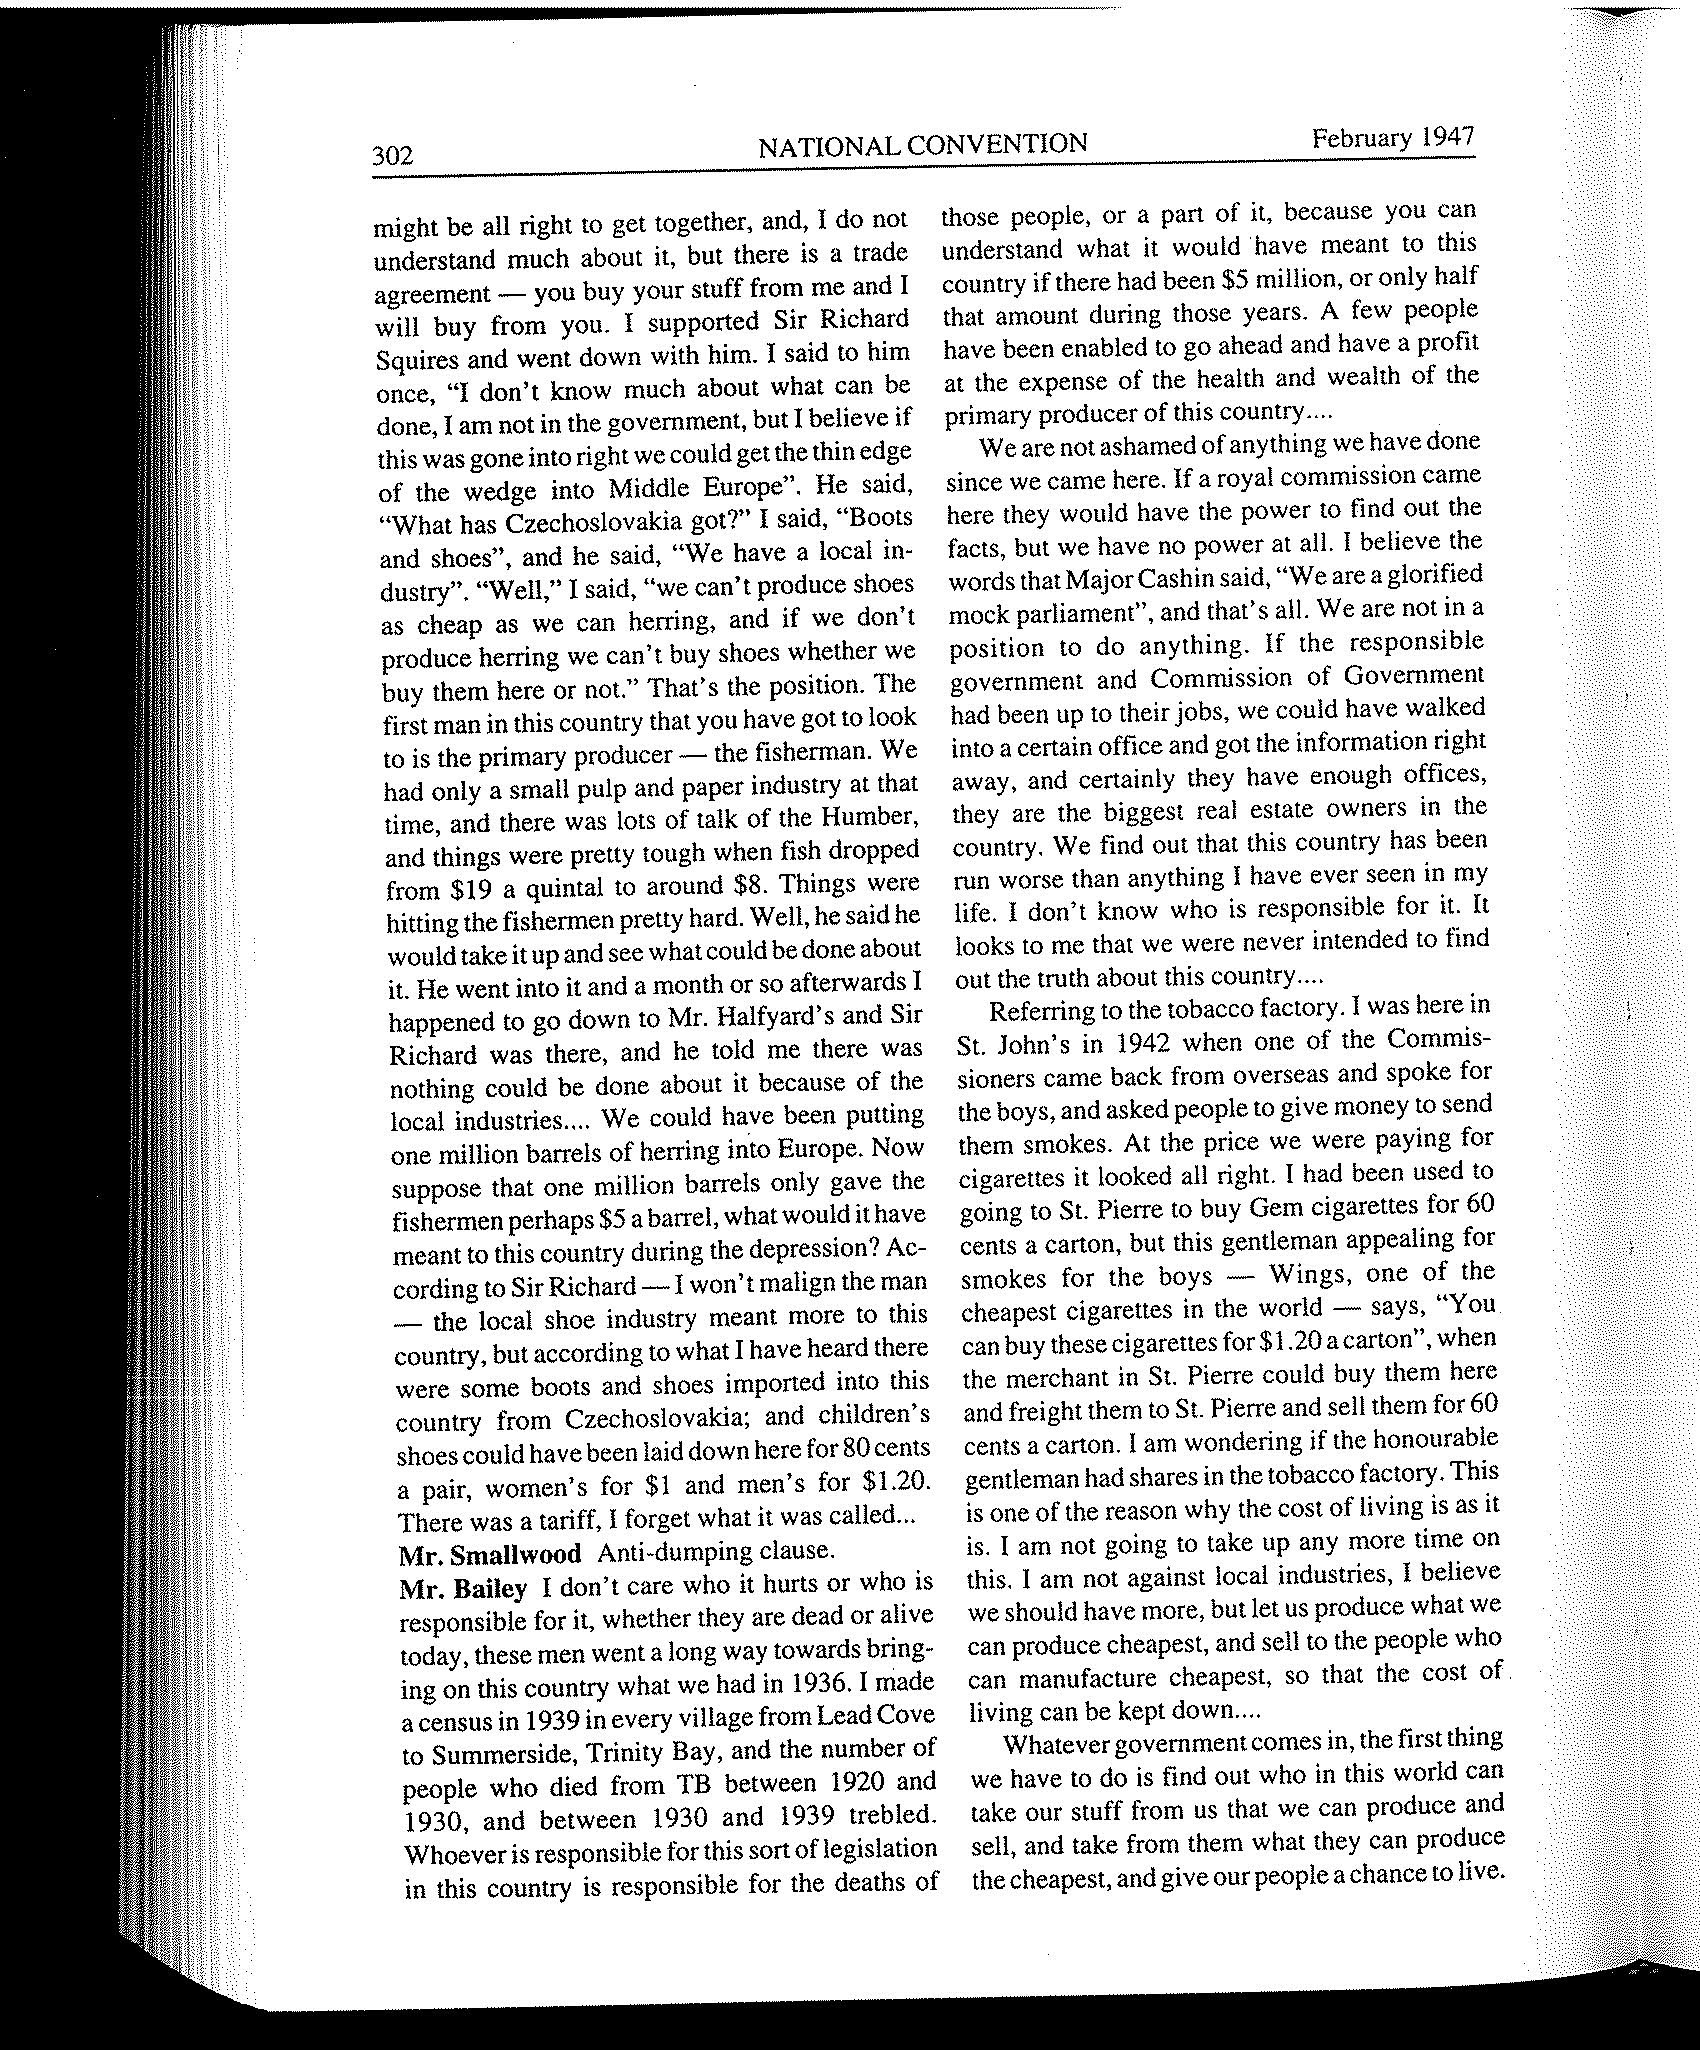 302
NATIONAL CONVENTION
February 1947
might be all right to get together, and, I do not
understand much about it, but there is a trade
agreement — you buy your stuff from me and I
will buy from you. I supported Sir Richard
Squires and went down with him. I said to him
once, “I don't know much about what can be
done, I am not in the government, but I believe if
this was gone into right we could get the thin edge
of the wedge into Middle Europe”. He said,
“What has Czechoslovakia got?” I said, “Boots
and shoes”, and he said, “We have a local in-
dustry”. “Well,” I said, “we can't produce shoes
as cheap as we can herring, and if we don't
produce herring we can't buy shoes whether we
buy them here or not.” That's the position. The
first man in this country that you have got to look
to is the primary producer — the fisherman. We
had only a small pulp and paper industry at that
time, and there was lots of talk of the Humber,
and things were pretty tough when fish dropped
from $19 a quintal to around $8. Things were
hitting the fishermen pretty hard. Well, he said he
would take it up and see what could be done about
it. He went into it and a month or so afterwards I
happened to go down to Mr. Halfyard's and Sir
Richard was there, and he told me there was
nothing could be done about it because of the
local industries.... We could have been putting
one million barrels of herring into Europe. Now
suppose that one million barrels only gave the
fishermen perhaps $5 a barrel, what would it have
meant to this country during the depression? Ac-
cording to Sir Richard — I won't malign the man
— the local shoe industry meant more to this
country, but according to what I have heard there
were some boots and shoes imported into this
country from Czechoslovakia; and children's
shoes could have been laid down here for 80 cents
a pair, women's for $1 and men's for $1.20.
There was a tariff, I forget what it was called...
Mr. Smallwood Anti-dumping clause.
Mr. Bailey I don't care who it hurts or who is
responsible for it, whether they are dead or alive
today, these men went a long way towards bring-
ing on this country what we had in 1936. I made
a census in 1939 in every village from Lead Cove
to Summerside, Trinity Bay, and the number of
people who died from TB between 1920 and
1930, and between 1930 and 1939 trebled.
Whoever is responsible for this sort of legislation
in this country is responsible for the deaths of
those people, or a part of it, because you can
understand what it would have meant to this
country if there had been $5 million, or only half
that amount during those years. A few people
have been enabled to go ahead and have a profit
at the expense of the health and wealth of the
primary producer of this country....
We are not ashamed of anything we have done
since we came here. If a royal commission came
here they would have the power to find out the
facts, but we have no power at all. I believe the
words that Major Cashin said, “We are a glorified
mock parliament”, and that's all. We are not in a
position to do anything. If the responsible
government and Commission of Government
had been up to their jobs, we could have walked
into a certain office and got the information right
away, and certainly they have enough offices,
they are the biggest real estate owners in the
country. We find out that this country has been
run worse than anything I have ever seen in my
life. I don't know who is responsible for it. It
looks to me that we were never intended to find
out the truth about this country....
Referring to the tobacco factory. I was here in
St. John's in 1942 when one of the Commis-
sioners came back from overseas and spoke for
the boys, and asked people to give money to send
them smokes. At the price we were paying for
cigarettes it looked all right. I had been used to
going to St. Pierre to buy Gem cigarettes for 60
cents a carton, but this gentleman appealing for
smokes for the boys — Wings, one of the
cheapest cigarettes in the world — says, “You
can buy these cigarettes for $1.20 a carton”, when
the merchant in St. Pierre could buy them here
and freight them to St. Pierre and sell them for 60
cents a carton. I am wondering if the honourable
gentleman had shares in the tobacco factory. This
is one of the reason why the cost of living is as it
is. I am not going to take up any more time on
this. I am not against local industries, I believe
we should have more, but let us produce what we
can produce cheapest, and sell to the people who
can manufacture cheapest, so that the cost of
living can be kept down....
Whatever government comes in, the first thing
we have to do is find out who in this world can
take our stuff from us that we can produce and
sell, and take from them what they can produce
the cheapest, and give our people a chance to live.